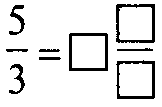 5/3 = □ □/□